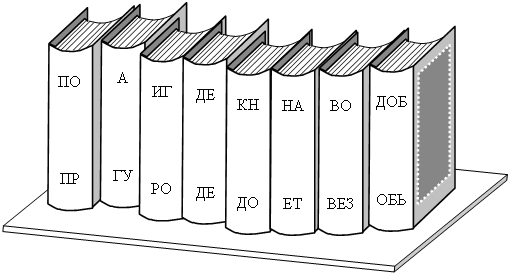 ПО А ИГ ДЕ КН НА ВО ДОБ
ПР ГУ РО ДЕ ДО ЕТ ВЕЗ ОБЬ